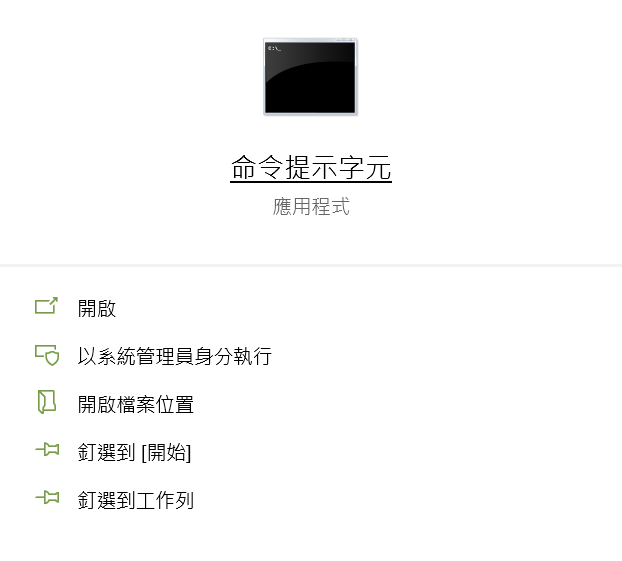 C:\_
命令提示字元
應用程式
開啟
以系統管理員身分執行
開啟檔案位置
釘選到 [開始]
釘選到工作列